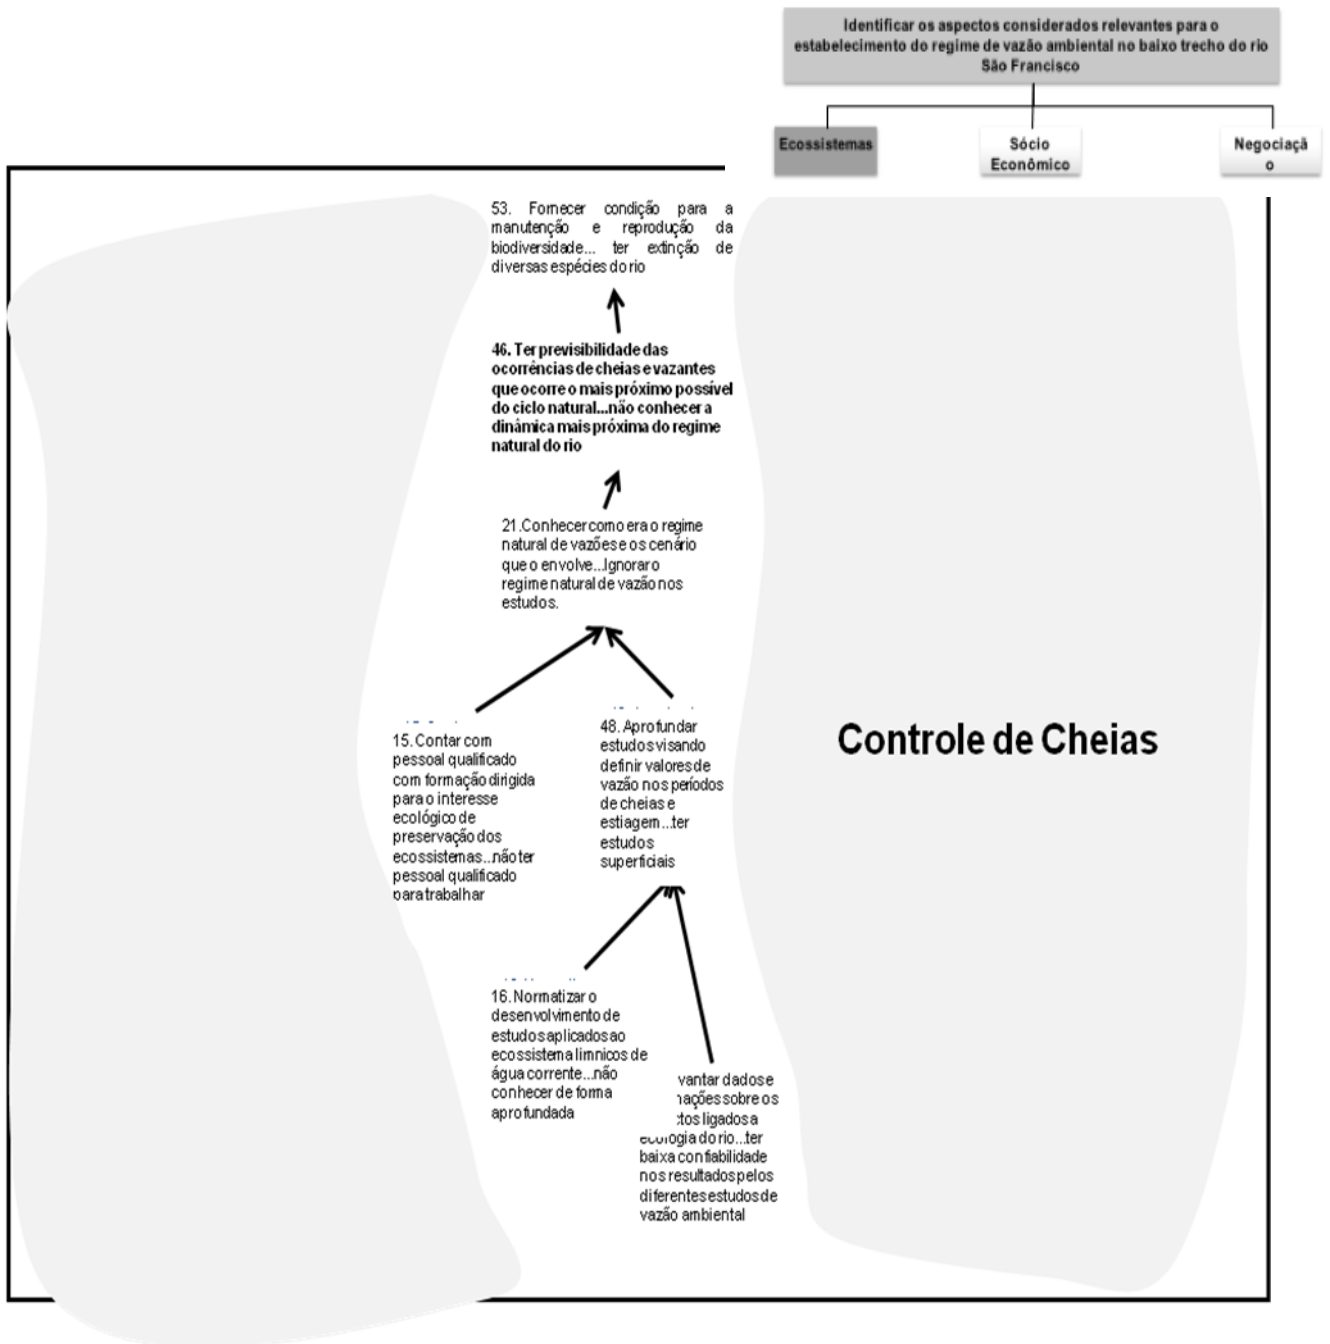 Identificar os aspectos considerados relevantes para o
estabelecimento do regime de vazão ambiental no baixo trecho do rio
São Francisco
Ecossistemas
Sócio
Econômico
Negociaçã
o
53. Fornecer condição para a
manutenção e reprodução da
biodiversidade... ter extinção de
diversas espécies do rio
46. Ter previsibilidade das
ocorrências de cheias e vazantes
que ocorre o mais próximo possível
do ciclo natural...não conhecer a
dinâmica mais próxima do regime
natural do rio
21.Conhecer como era o regime
natural de vazões e os cenário
que o envolve...Ignorar o
regime natural de vazão nos
estudos.
15. Contar com
pessoal qualificado
com formação dirigida
para o interesse
ecológico de
preservação dos
ecossistemas...não ter
pessoal qualificado
para trabalhar
48. Aprofundar
estudos visando
definir valores de
vazão nos períodos
de cheias e
estiagem...ter
estudos
superficiais
Controle de Cheias
16. Normatizar o
desenvolvimento de
estudos aplicados ao
ecossistema limnicos de
água corrente...não
conhecer de forma
aprofundada
vantar dados e
mações sobre os
ctos ligados a
ecologia do rio...ter
baixa confiabilidade
nos resultados pelos
diferentes estudos de
vazão ambiental